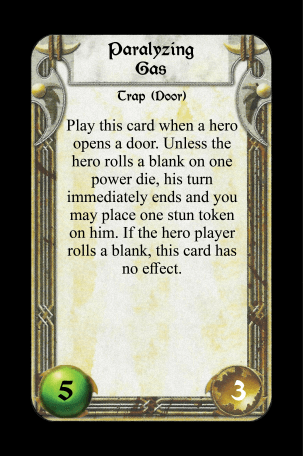 Paralyzing
Gas
Trap (Door)
Play this card when a hero
opens a door. Unless the
hero rolls a blank on one
power die, his turn
immediately ends and you
may place one stun token
on him. If the hero player
rolls a blank, this card has
no effect.
5
3